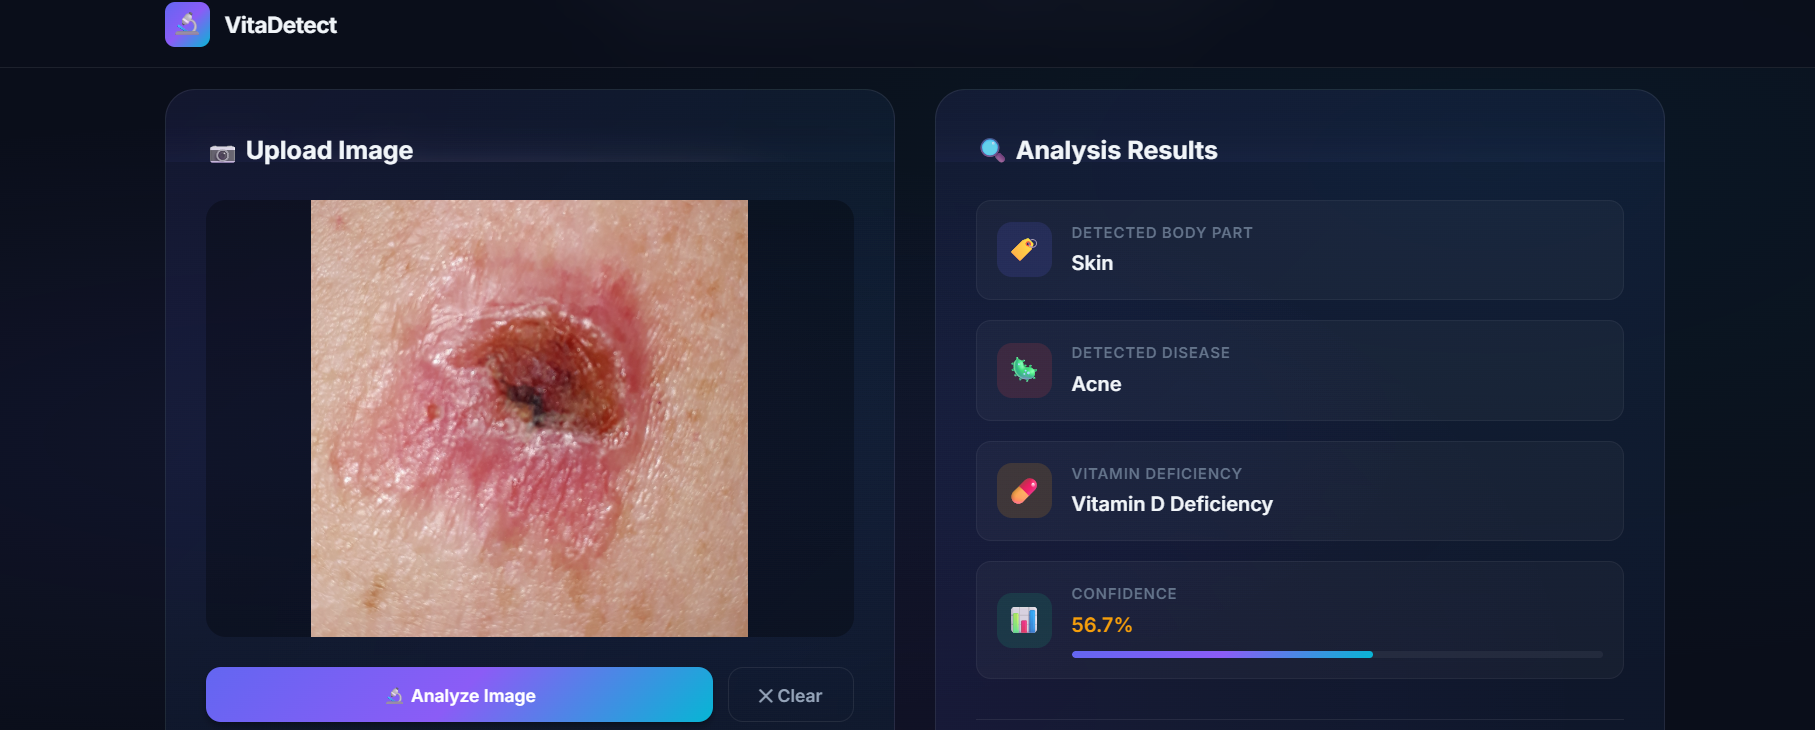 VitaDetect
Upload Image
Analyze Image
Clear
Analysis Results
DETECTED BODY PART
Skin
DETECTED DISEASE
Acne
VITAMIN DEFICIENCY
Vitamin D Deficiency
CONFIDENCE
56.7%